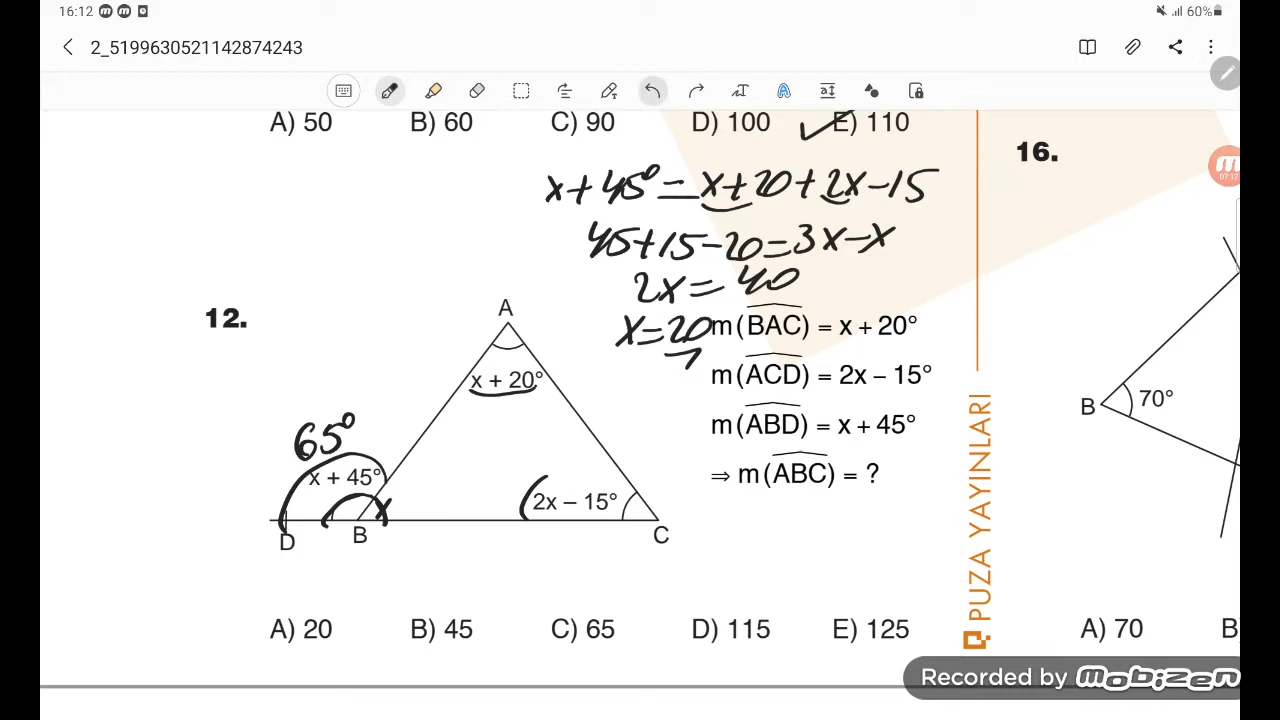 16:12
60%
2_5199630521142874243
A) 50 B) 60 C) 90 D) 100 E) 110
x+45°=x+20+2x-15
45+15-20=3x-x
2x=40
x=20
12.
A
x + 20°
65°
x + 45°
x
2x – 15°
D B C
m(BAC) = x + 20°
m(ACD) = 2x – 15°
m(ABD) = x + 45°
⇒ m(ABC) = ?
A) 20 B) 45 C) 65 D) 115 E) 125
PUZA YAYINLARI
16.
07:12
B 70°
A) 70 B
Recorded by mobizen